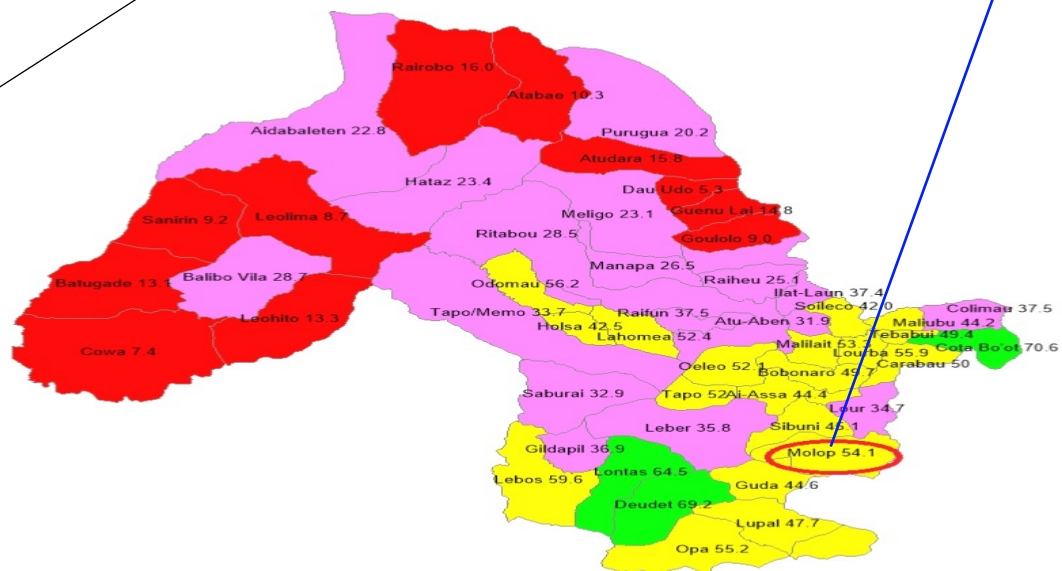 Rairobo 16.0
Atabae 10.3
Aidabaleten 22.8
Purugua 20.2
Atudara 15.8
Hataz 23.4
Dau Udo 5.3
Guenu Lai 14.8
Meligo 23.1
Sanirin 9.2
Leolima 8.7
Ritabou 28.5
Goulolo 9.0
Manapa 26.5
Batugade 13.1
Balibo Vila 28.7
Raiheu 25.1
Odomau 56.2
Ilat-Laun 37.4
Soileco 42.0
Colimau 37.5
Tapo/Memo 33.7
Raifun 37.5
Atu-Aben 31.9
Maliubu 44.2
Leohito 13.3
Holsa 42.5
Lahomea 52.4
Tebabui 49.4
Malilait 53.2
Cota Bo'ot 70.6
Cowa 7.4
Lourba 55.9
Oeleo 52.1
Bobonaro 49.7
Carabau 50
Saburai 32.9
Tapo 52
Ai-Assa 44.4
Lour 34.7
Leber 35.8
Sibuni 45.1
Gildapil 36.9
Molop 54.1
Lontas 64.5
Lebos 59.6
Guda 44.6
Deudet 69.2
Lupal 47.7
Opa 55.2